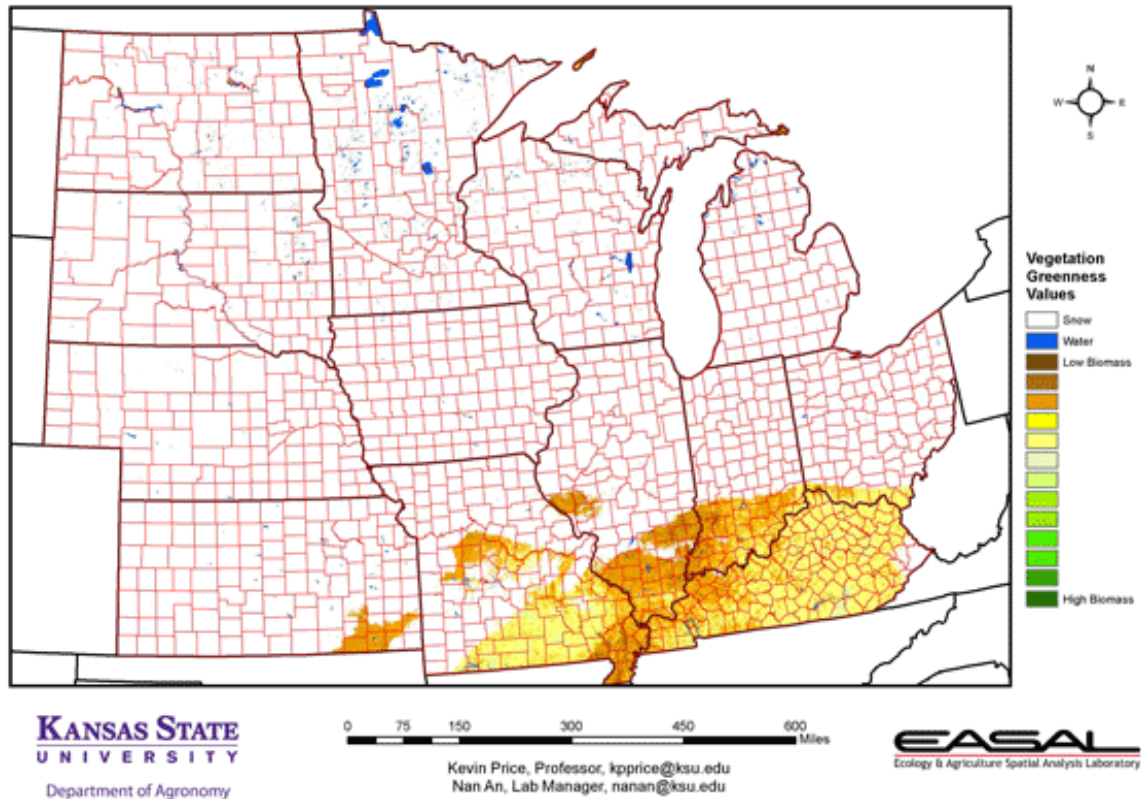 N
W
E
S
Vegetation
Greenness
Values
Snow
Water
Low Biomass
High Biomass
KANSAS STATE
UNIVERSITY
Department of Agronomy
0 75 150 300 450 600
Miles
Kevin Price, Professor, kpprice@ksu.edu
Nan An, Lab Manager, nanan@ksu.edu
EASAL
Ecology & Agriculture Spatial Analysis Laboratory